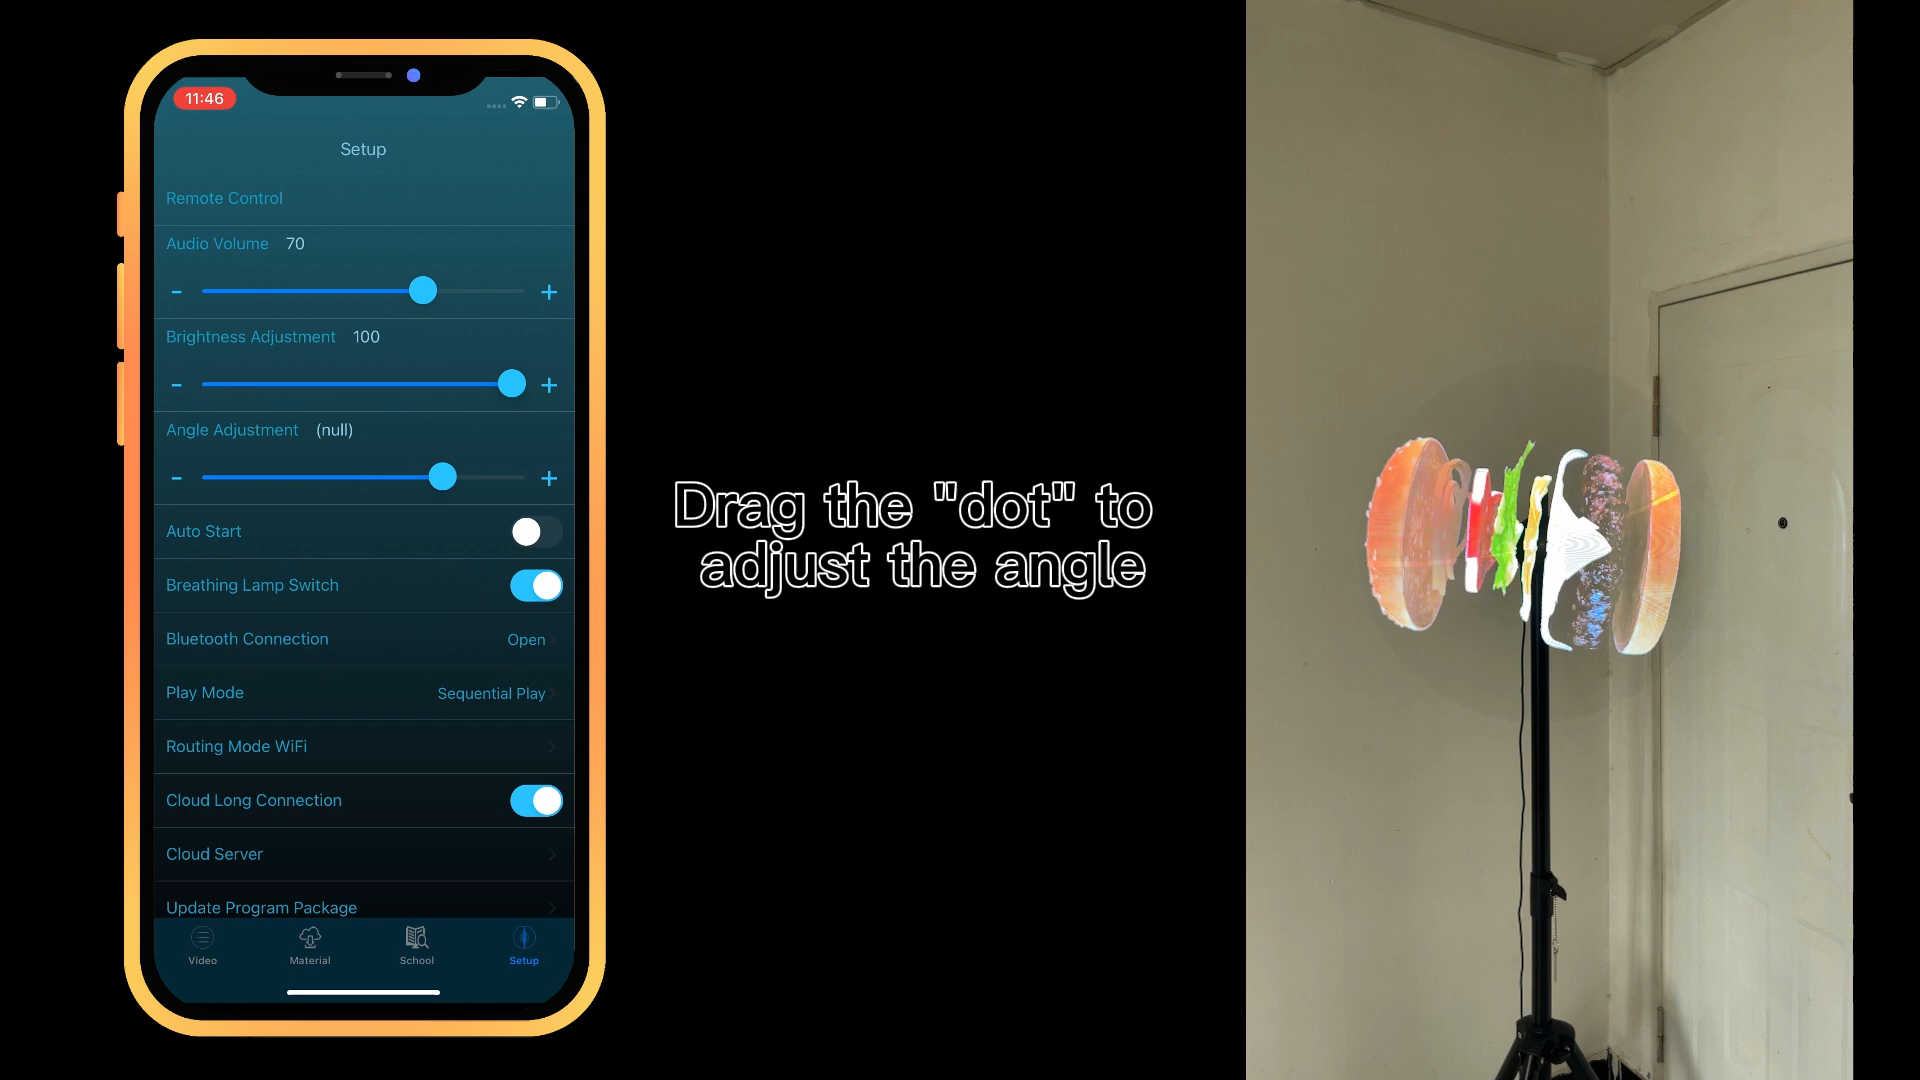 11:46
Setup
Remote Control
Audio Volume 70
- +
Brightness Adjustment 100
- +
Angle Adjustment (null)
- +
Auto Start
Breathing Lamp Switch
Bluetooth Connection Open
Play Mode Sequential Play
Routing Mode WiFi
Cloud Long Connection
Cloud Server
Update Program Package
Video Material School Setup
Drag the "dot" to
adjust the angle